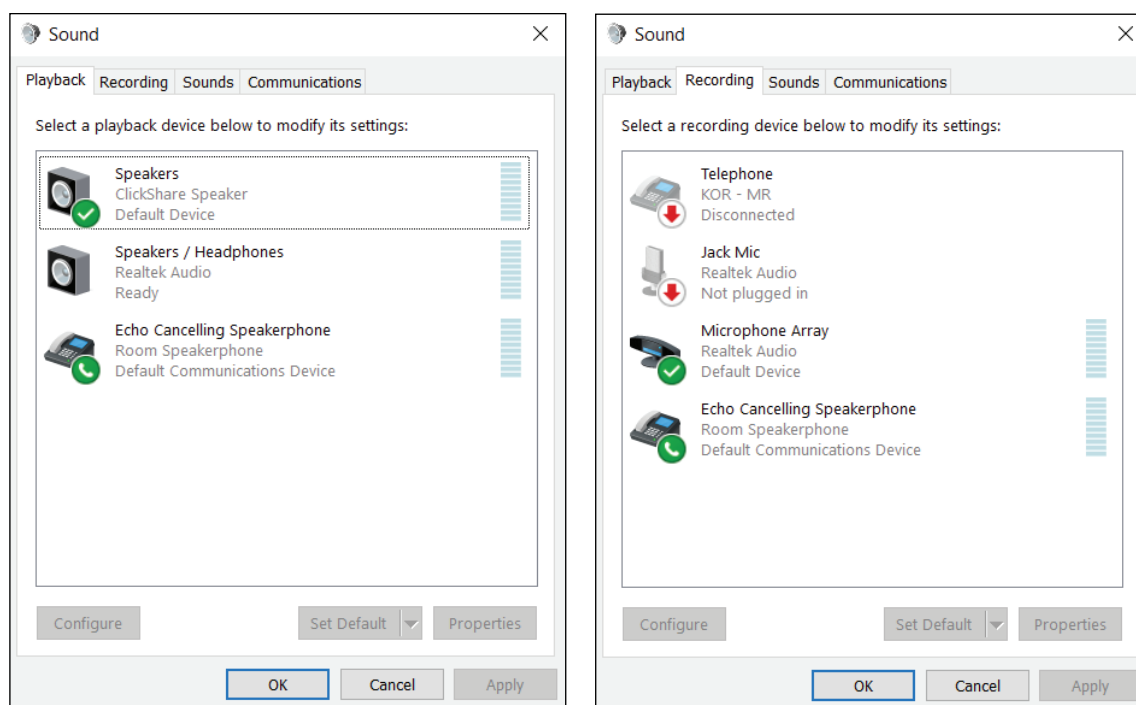 Sound
Playback Recording Sounds Communications
Select a playback device below to modify its settings:
Speakers
ClickShare Speaker
Default Device
Speakers / Headphones
Realtek Audio
Ready
Echo Cancelling Speakerphone
Room Speakerphone
Default Communications Device
Configure Set Default Properties
OK Cancel Apply
Sound
Playback Recording Sounds Communications
Select a recording device below to modify its settings:
Telephone
KOR - MR
Disconnected
Jack Mic
Realtek Audio
Not plugged in
Microphone Array
Realtek Audio
Default Device
Echo Cancelling Speakerphone
Room Speakerphone
Default Communications Device
Configure Set Default Properties
OK Cancel Apply